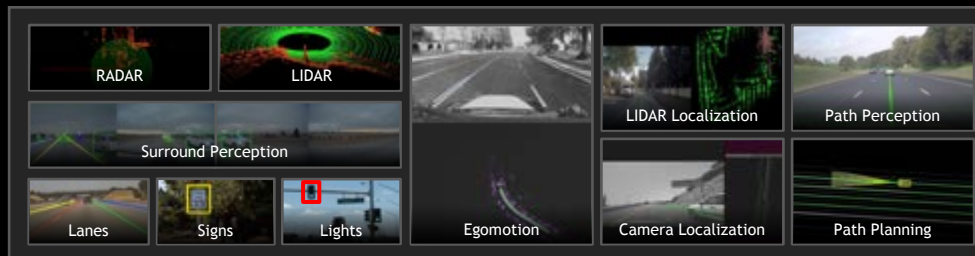 RADAR
LIDAR
Surround Perception
Lanes
Signs
Lights
Egomotion
LIDAR Localization
Path Perception
Camera Localization
Path Planning